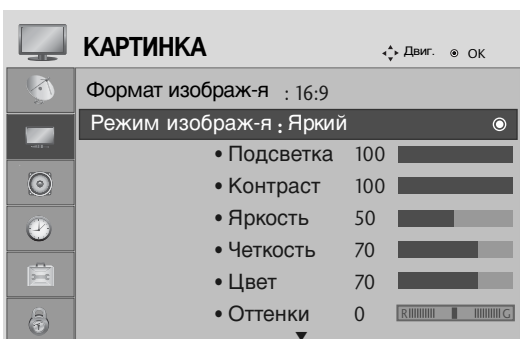 КАРТИНКА
Двиг. ОК
Формат изображ-я : 16:9
Режим изображ-я : Яркий
• Подсветка 100
• Контраст 100
• Яркость 50
• Четкость 70
• Цвет 70
• Оттенки 0 R G